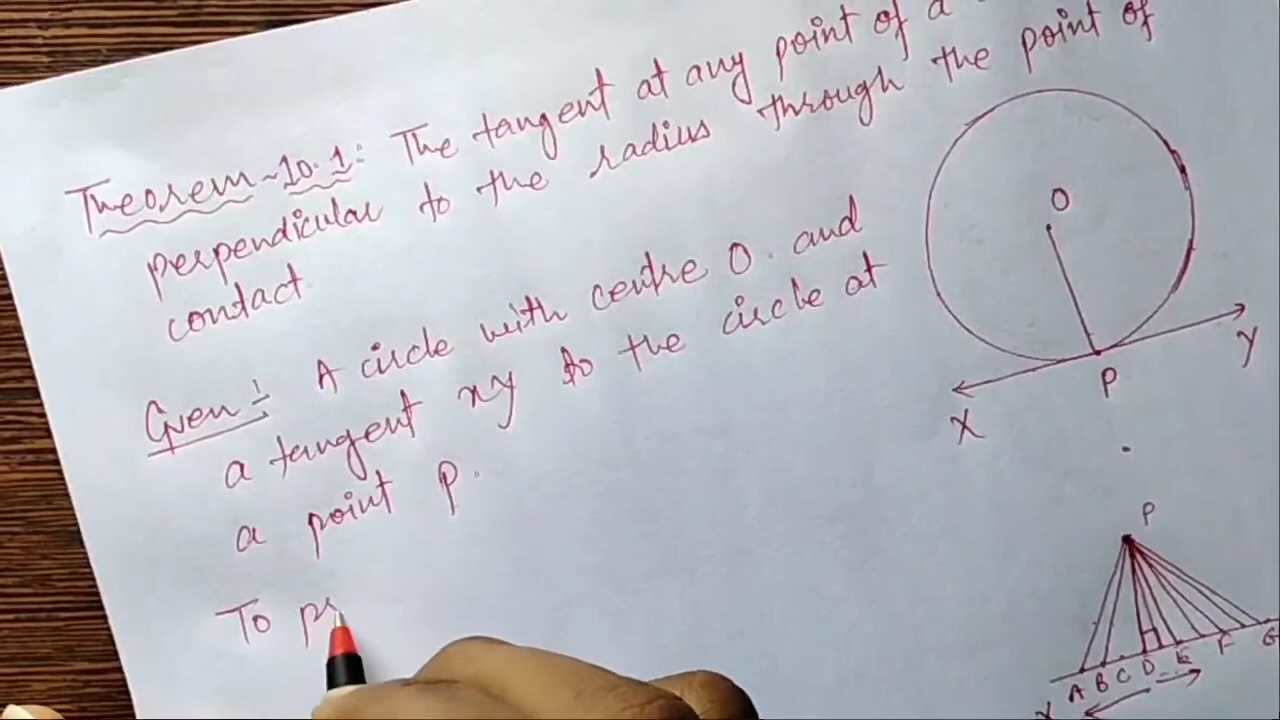 Theorem-10.1: The tangent at any point of a
perpendicular to the radius through the point of
contact
Given :- A circle with centre O. and
a tangent xy to the circle at
a point P.
To pr
O
P
X
Y
P
A B C D E F G
X